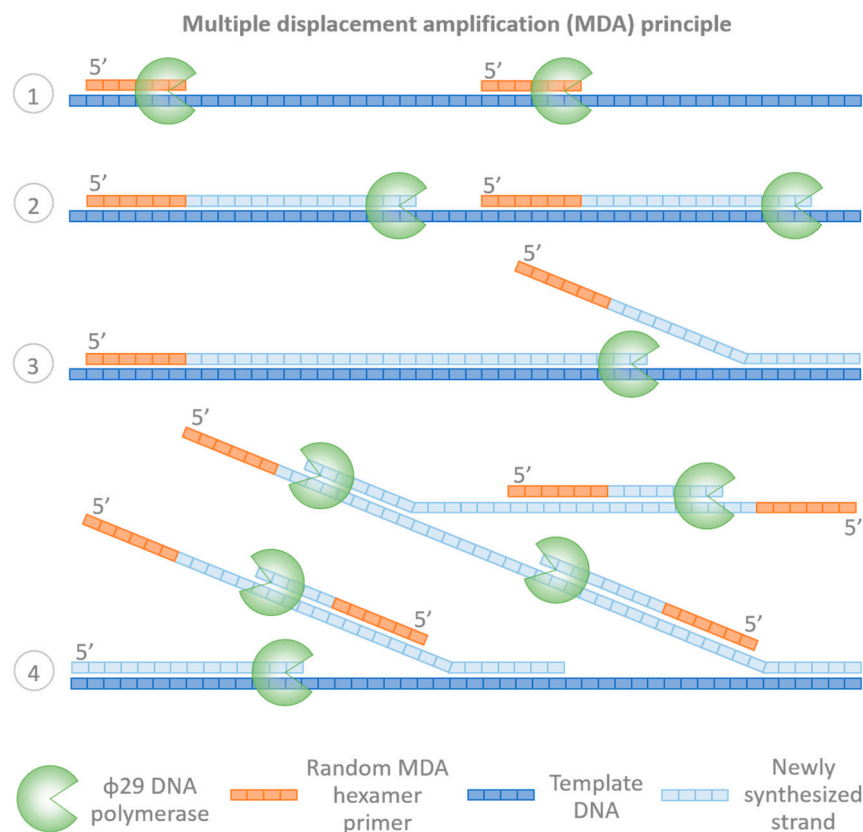 Multiple displacement amplification (MDA) principle
5’ 5’
1
5’ 5’
2
5’
5’
3
5’
5’
5’
5’
5’ 5’
5’
4
ϕ29 DNA
polymerase
Random MDA
hexamer
primer
Template
DNA
Newly
synthesized
strand